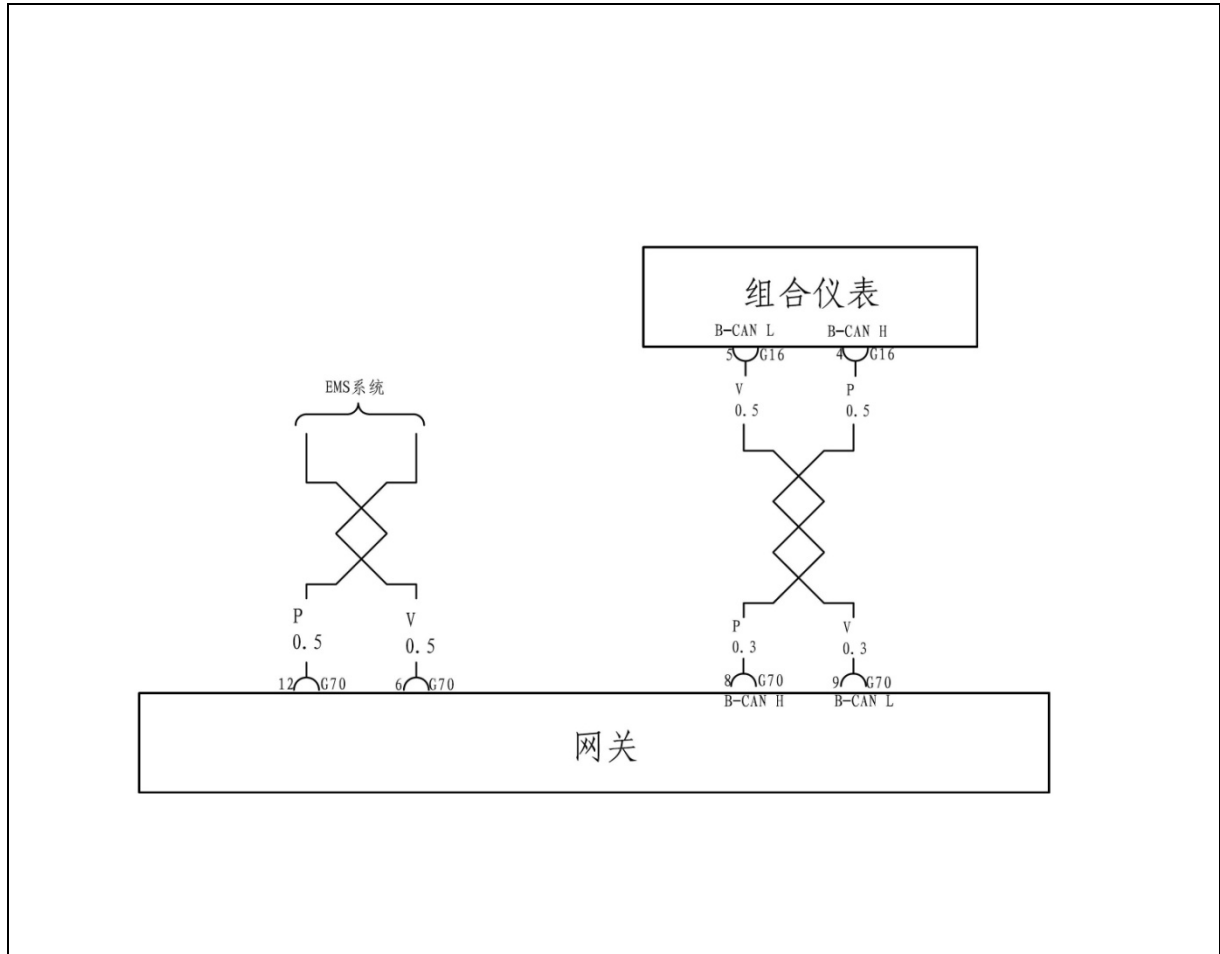 组合仪表
B-CAN L B-CAN H
5 G16 4 G16
V P
0.5 0.5
EMS系统
P V
0.5 0.5
12 G70 6 G70
P V
0.3 0.3
8 G70 9 G70
B-CAN H B-CAN L
网关